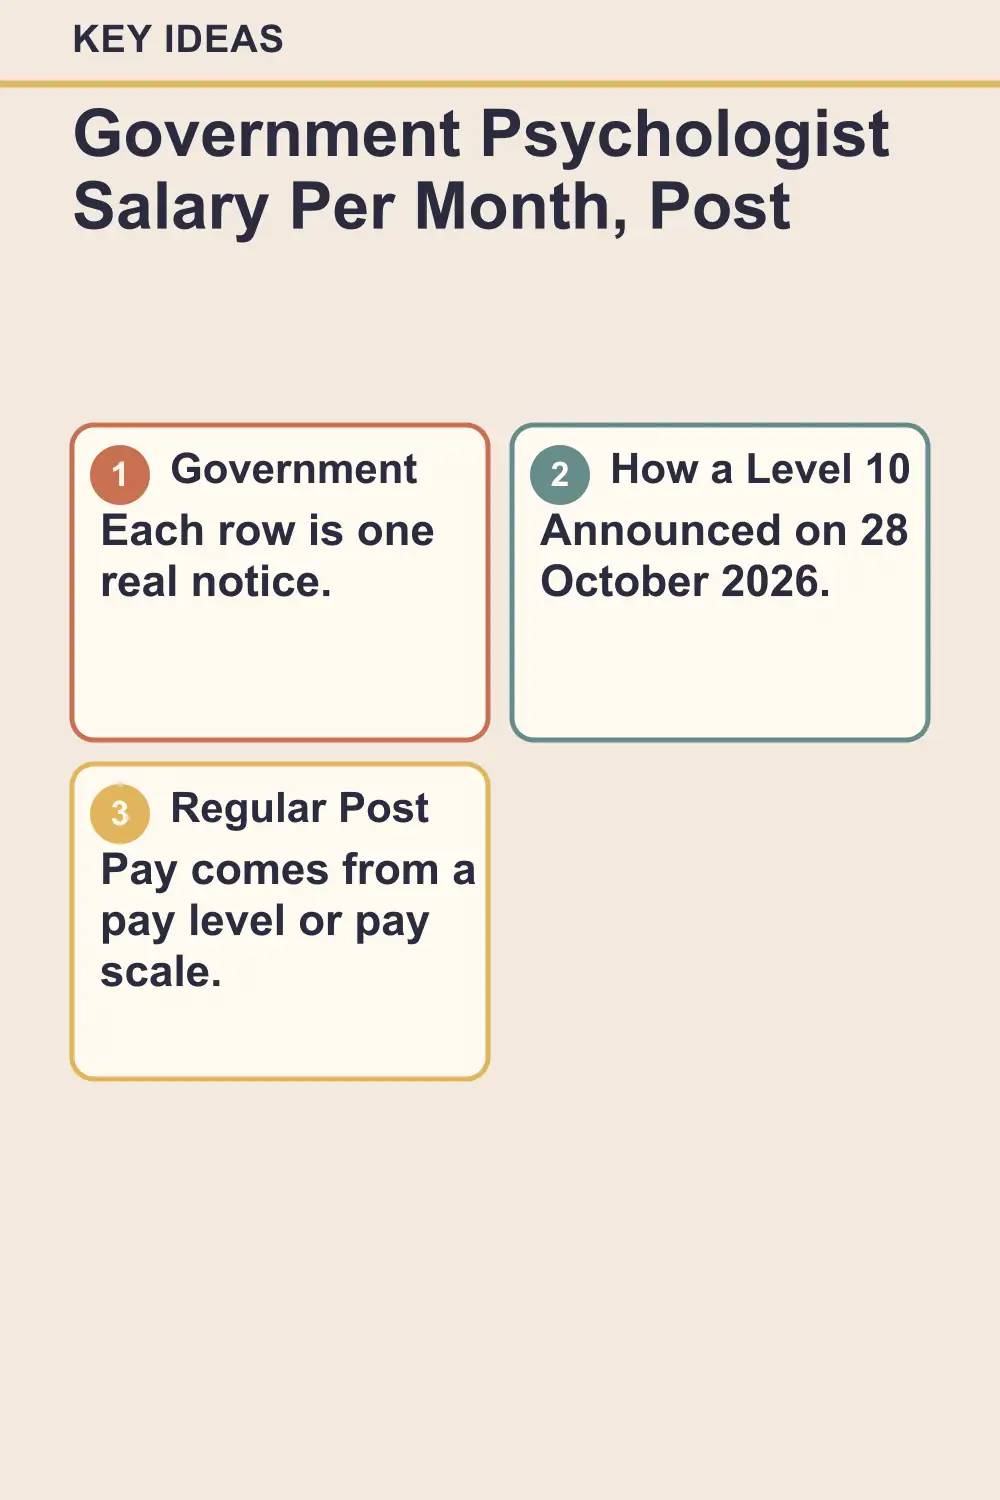 KEY IDEAS
Government Psychologist
Salary Per Month, Post
1 Government
Each row is one
real notice.
2 How a Level 10
Announced on 28
October 2026.
3 Regular Post
Pay comes from a
pay level or pay
scale.